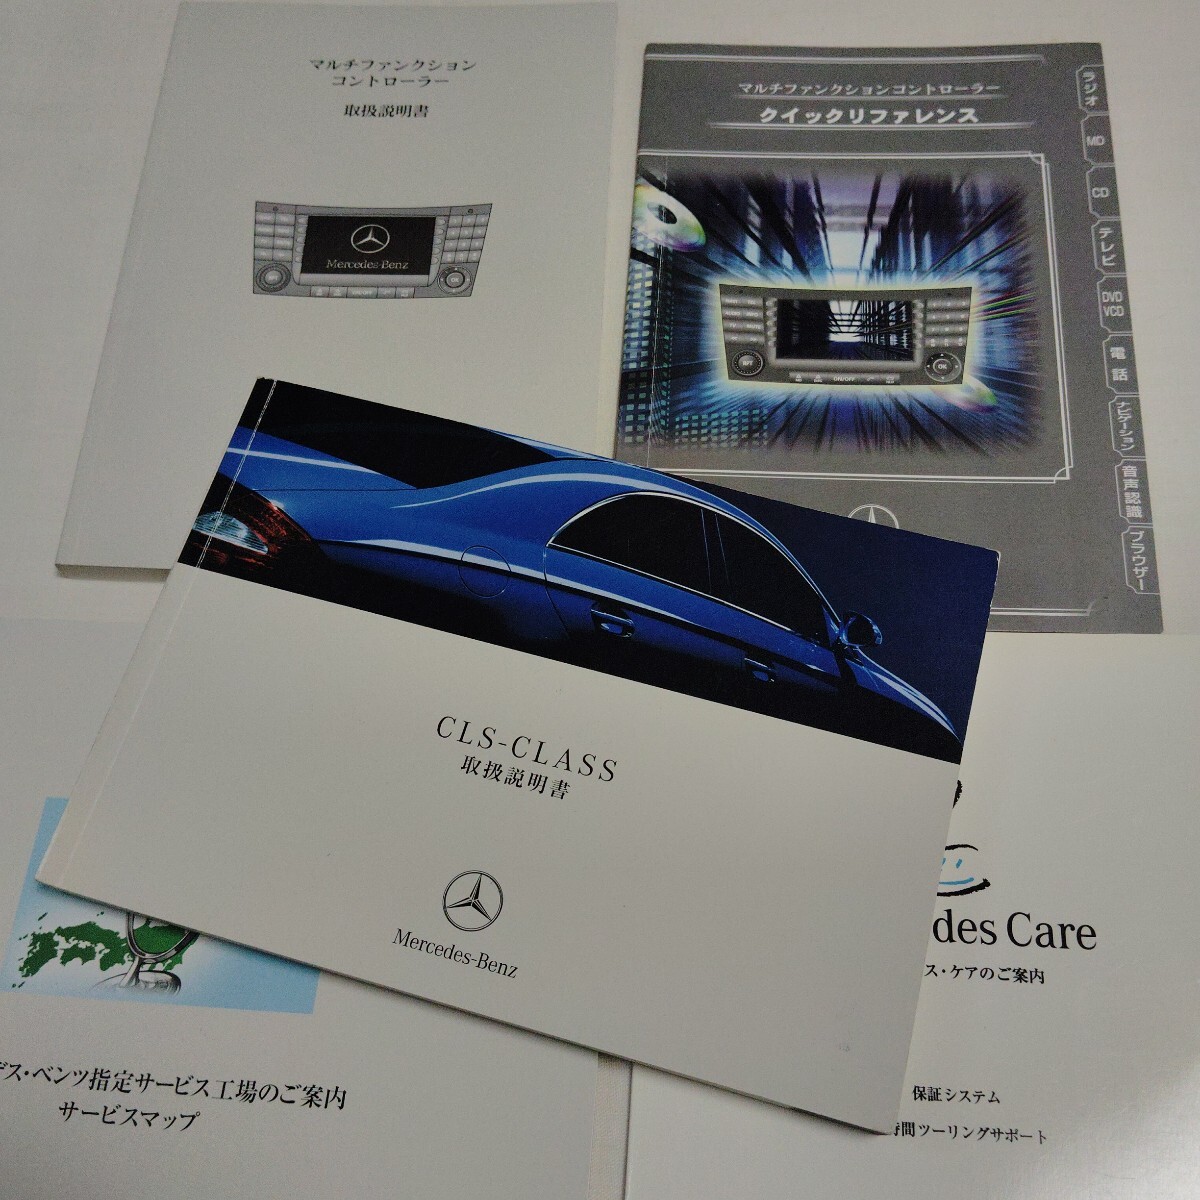 マルチファンクション
コントローラー
取扱説明書
Mercedes-Benz
マルチファンクションコントローラー
クイックリファレンス
ラジオ
MD
CD
テレビ
DVD
VCD
電話
ナビゲーション
音声認識
ブラウザー
ON/OFF
OK
CLS-CLASS
取扱説明書
Mercedes-Benz
デス・ベンツ指定サービス工場のご案内
サービスマップ
des Care
ス・ケアのご案内
保証システム
時間ツーリングサポート